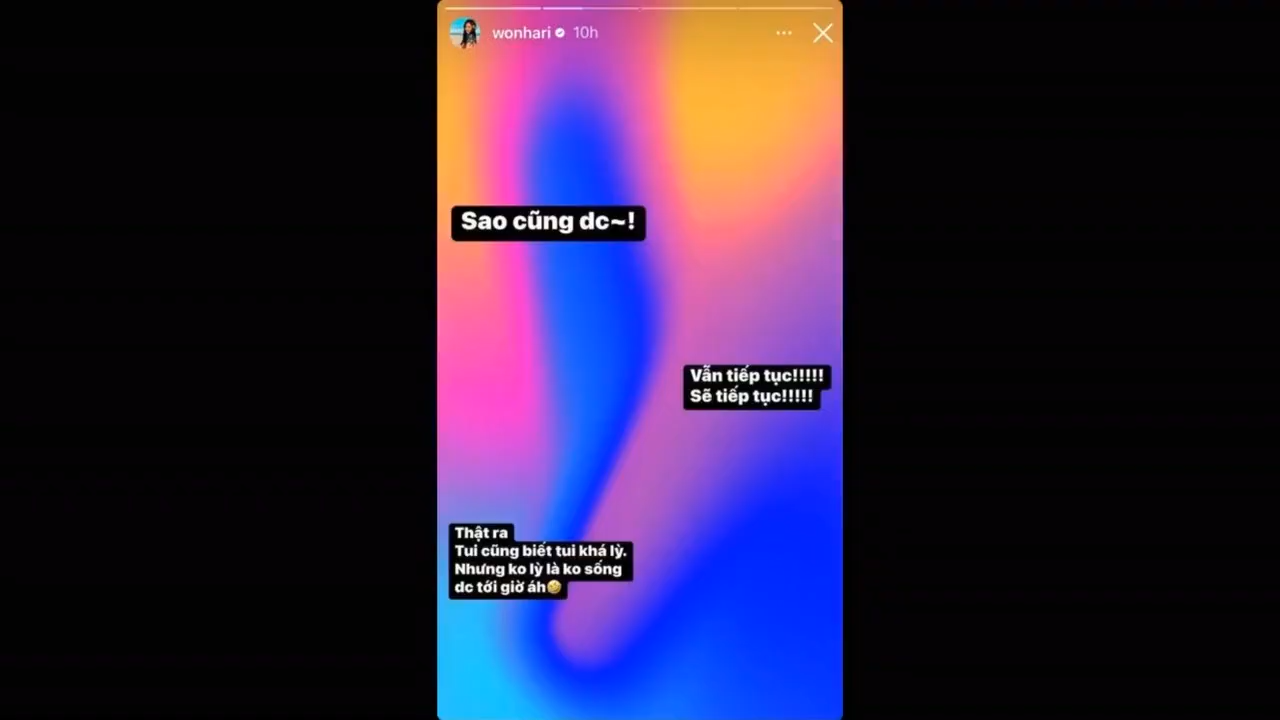 wonhari 10h
Sao cũng dc~!
Vẫn tiếp tục!!!!!
Sẽ tiếp tục!!!!!
Thật ra
Tui cũng biết tui khá lỳ.
Nhưng ko lỳ là ko sống
dc tới giờ áh🤣